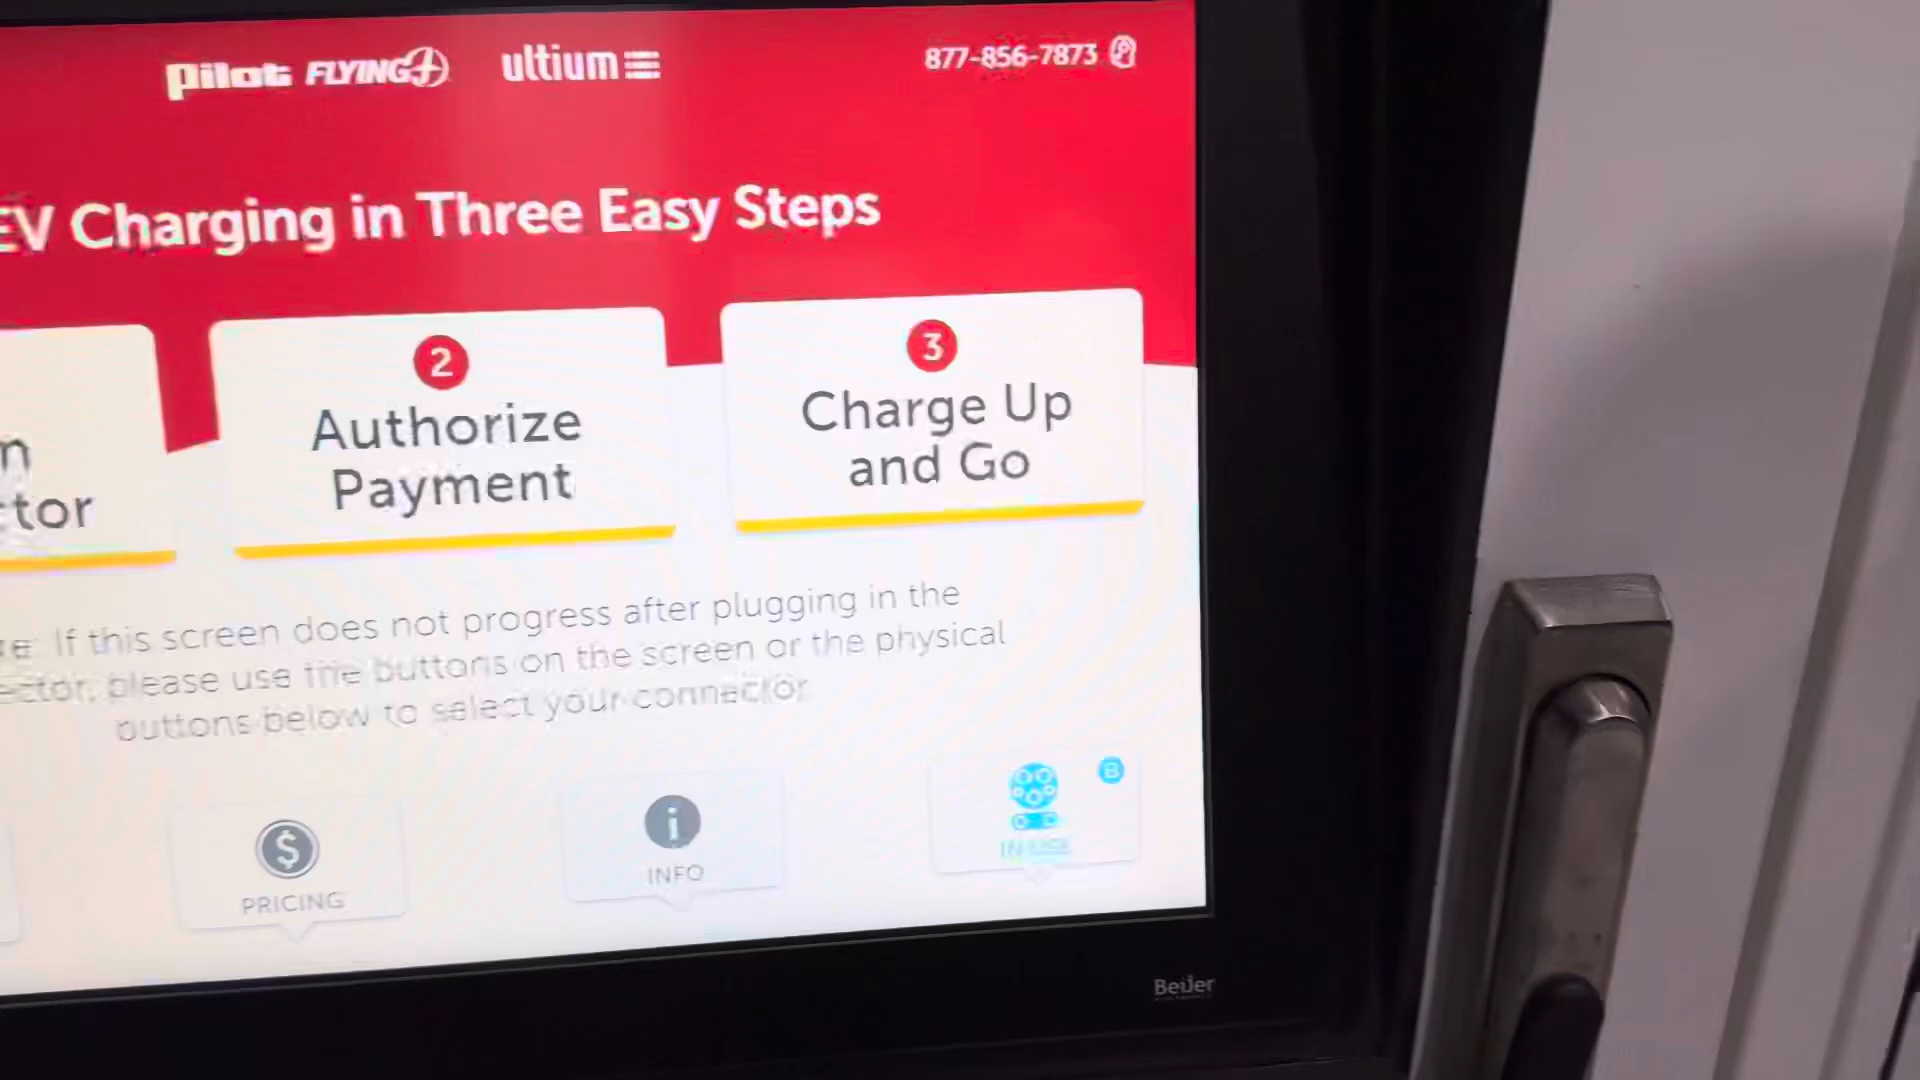 Pilot FLYING J ultium 877-856-7873
EV Charging in Three Easy Steps
2
Authorize
Payment
3
Charge Up
and Go
If this screen does not progress after plugging in the
please use the buttons on the screen or the physical
buttons below to select your connector
B
PRICING
INFO
IN USE
Beijer